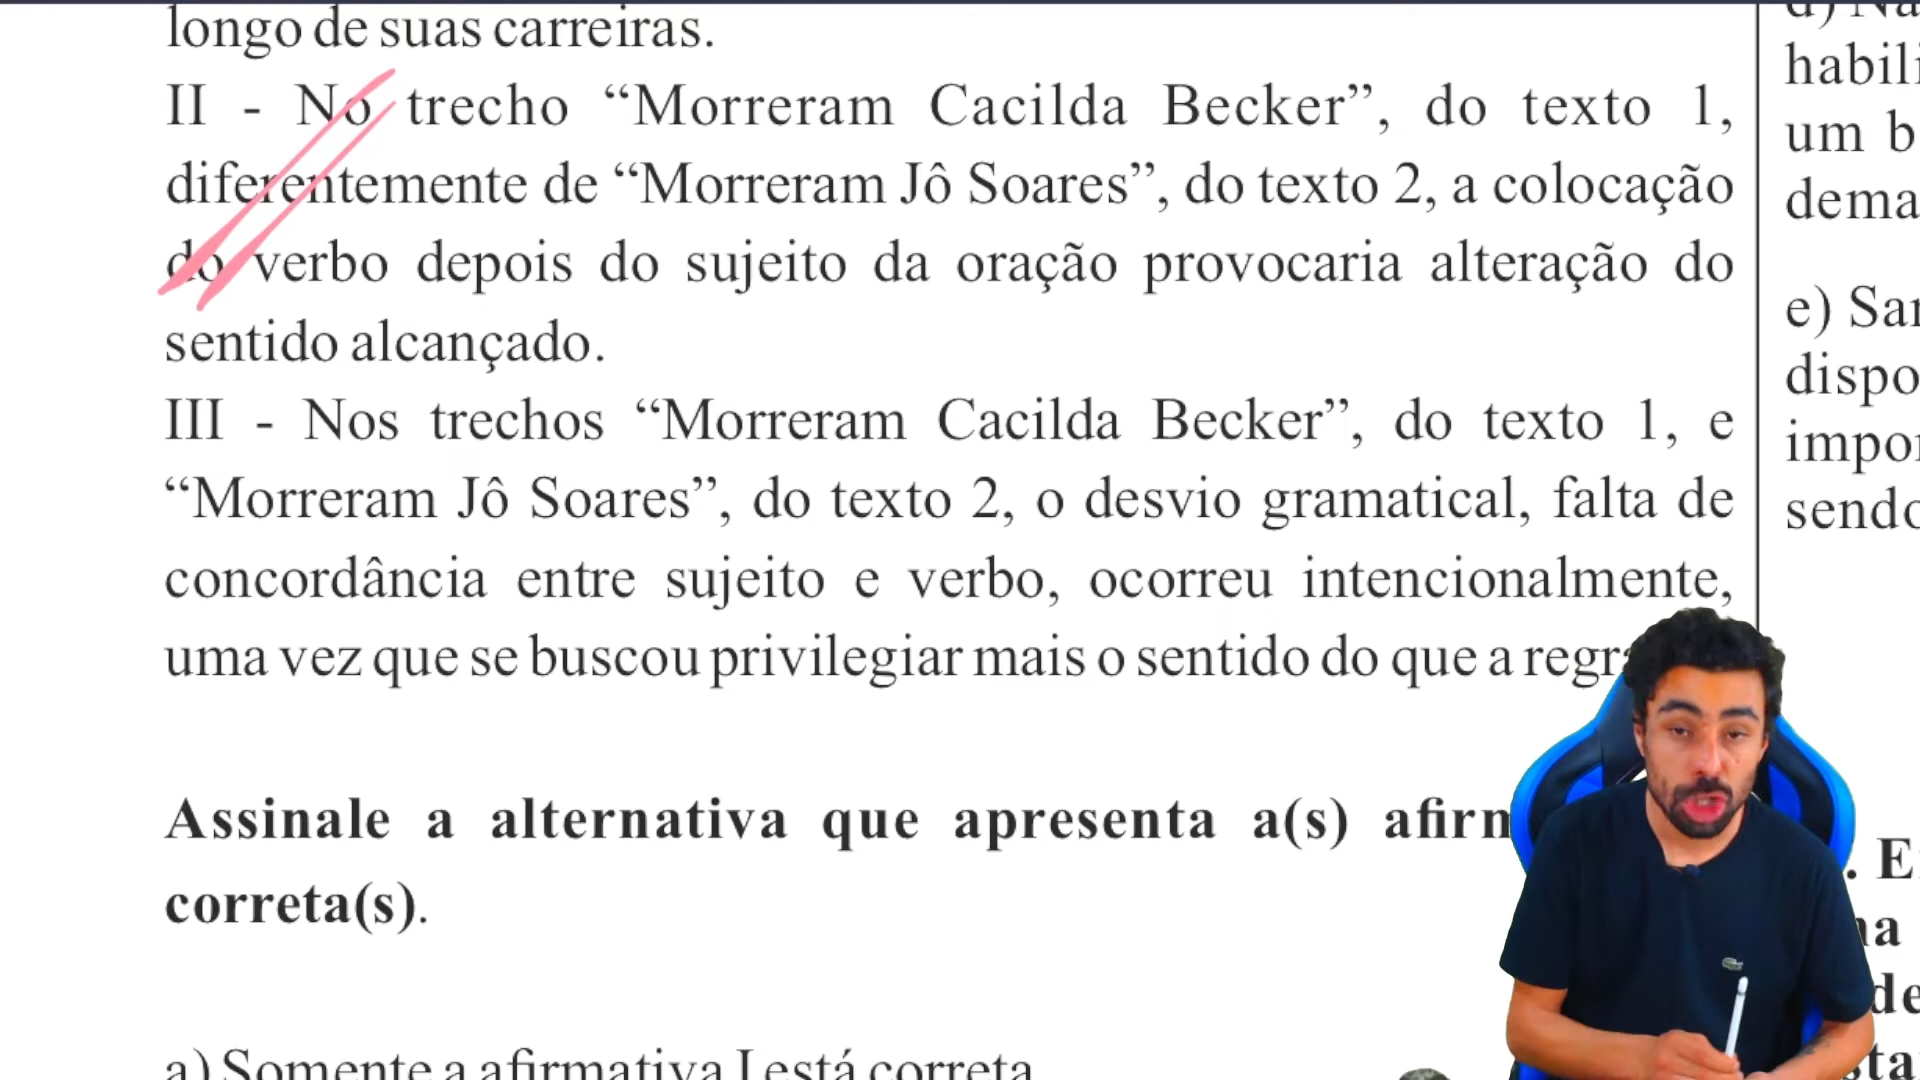 longo de suas carreiras.
II - No trecho “Morreram Cacilda Becker”, do texto 1,
diferentemente de “Morreram Jô Soares”, do texto 2, a colocação
do verbo depois do sujeito da oração provocaria alteração do
sentido alcançado.
III - Nos trechos “Morreram Cacilda Becker”, do texto 1, e
“Morreram Jô Soares”, do texto 2, o desvio gramatical, falta de
concordância entre sujeito e verbo, ocorreu intencionalmente,
uma vez que se buscou privilegiar mais o sentido do que a regr
Assinale a alternativa que apresenta a(s) afirm
correta(s).
a) Somente a afirmativa I está correta
habili
um b
dema
e) Sar
dispo
impor
sendo
. E